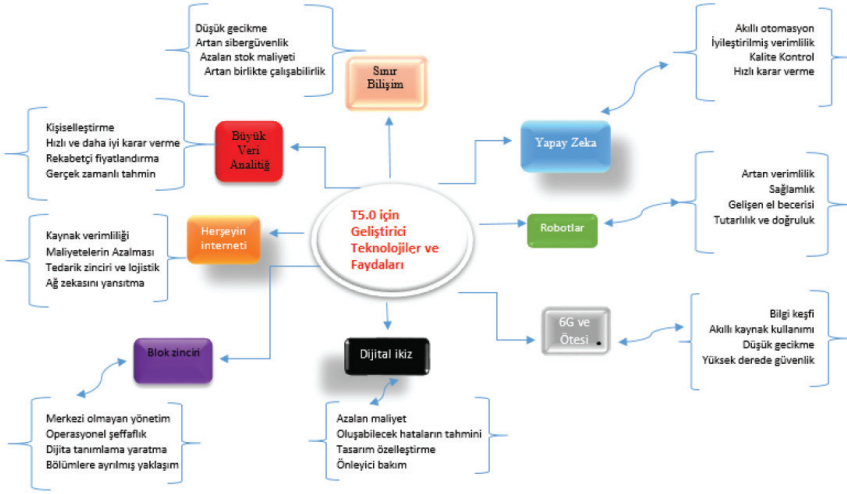 Düşük gecikme
Artan sibergüvenlik
Azalan stok maliyeti
Artan birlikte çalışabilirlik
Sınır
Bilişim
Akıllı otomasyon
İyileştirilmiş verimlilik
Kalite Kontrol
Hızlı karar verme
Yapay Zeka
Kişiselleştirme
Hızlı ve daha iyi karar verme
Rekabetçi fiyatlandırma
Gerçek zamanlı tahmin
Büyük
Veri
Analitiğ
Artan verimlilik
Sağlamlık
Gelişen el becerisi
Tutarlılık ve doğruluk
Robotlar
T5.0 için
Geliştirici
Teknolojiler ve
Faydaları
Kaynak verimliliği
Maliyetelerin Azalması
Tedarik zinciri ve lojistik
Ağ zekasını yansıtma
Herşeyin
interneti
Bilgi keşfi
Akıllı kaynak kullanımı
Düşük gecikme
Yüksek derede güvenlik
6G ve
Ötesi .
Blok zinciri
Dijital ikiz
Merkezi olmayan yönetim
Operasyonel şeffaflık
Dijita tanımlama yaratma
Bölümlere ayrılmış yaklaşım
Azalan maliyet
Oluşabilecek hataların tahmini
Tasarım özelleştirme
Önleyici bakım